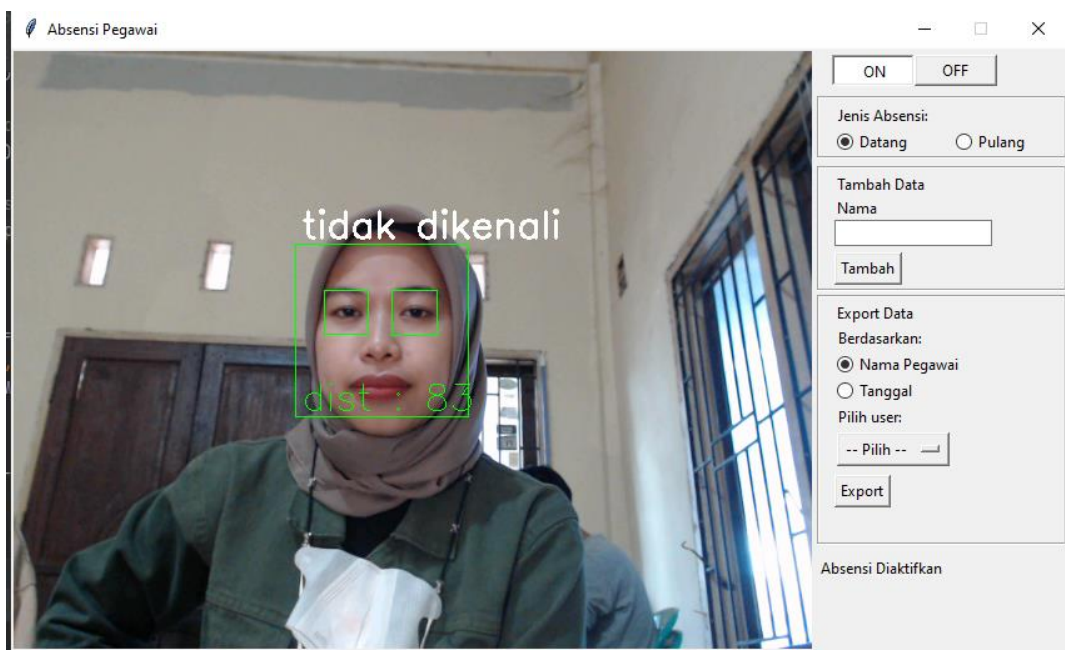 Absensi Pegawai
ON OFF
Jenis Absensi:
Datang Pulang
Tambah Data
Nama
Tambah
Export Data
Berdasarkan:
Nama Pegawai
Tanggal
Pilih user:
-- Pilih --
Export
Absensi Diaktifkan
tidak dikenali
dist : 83